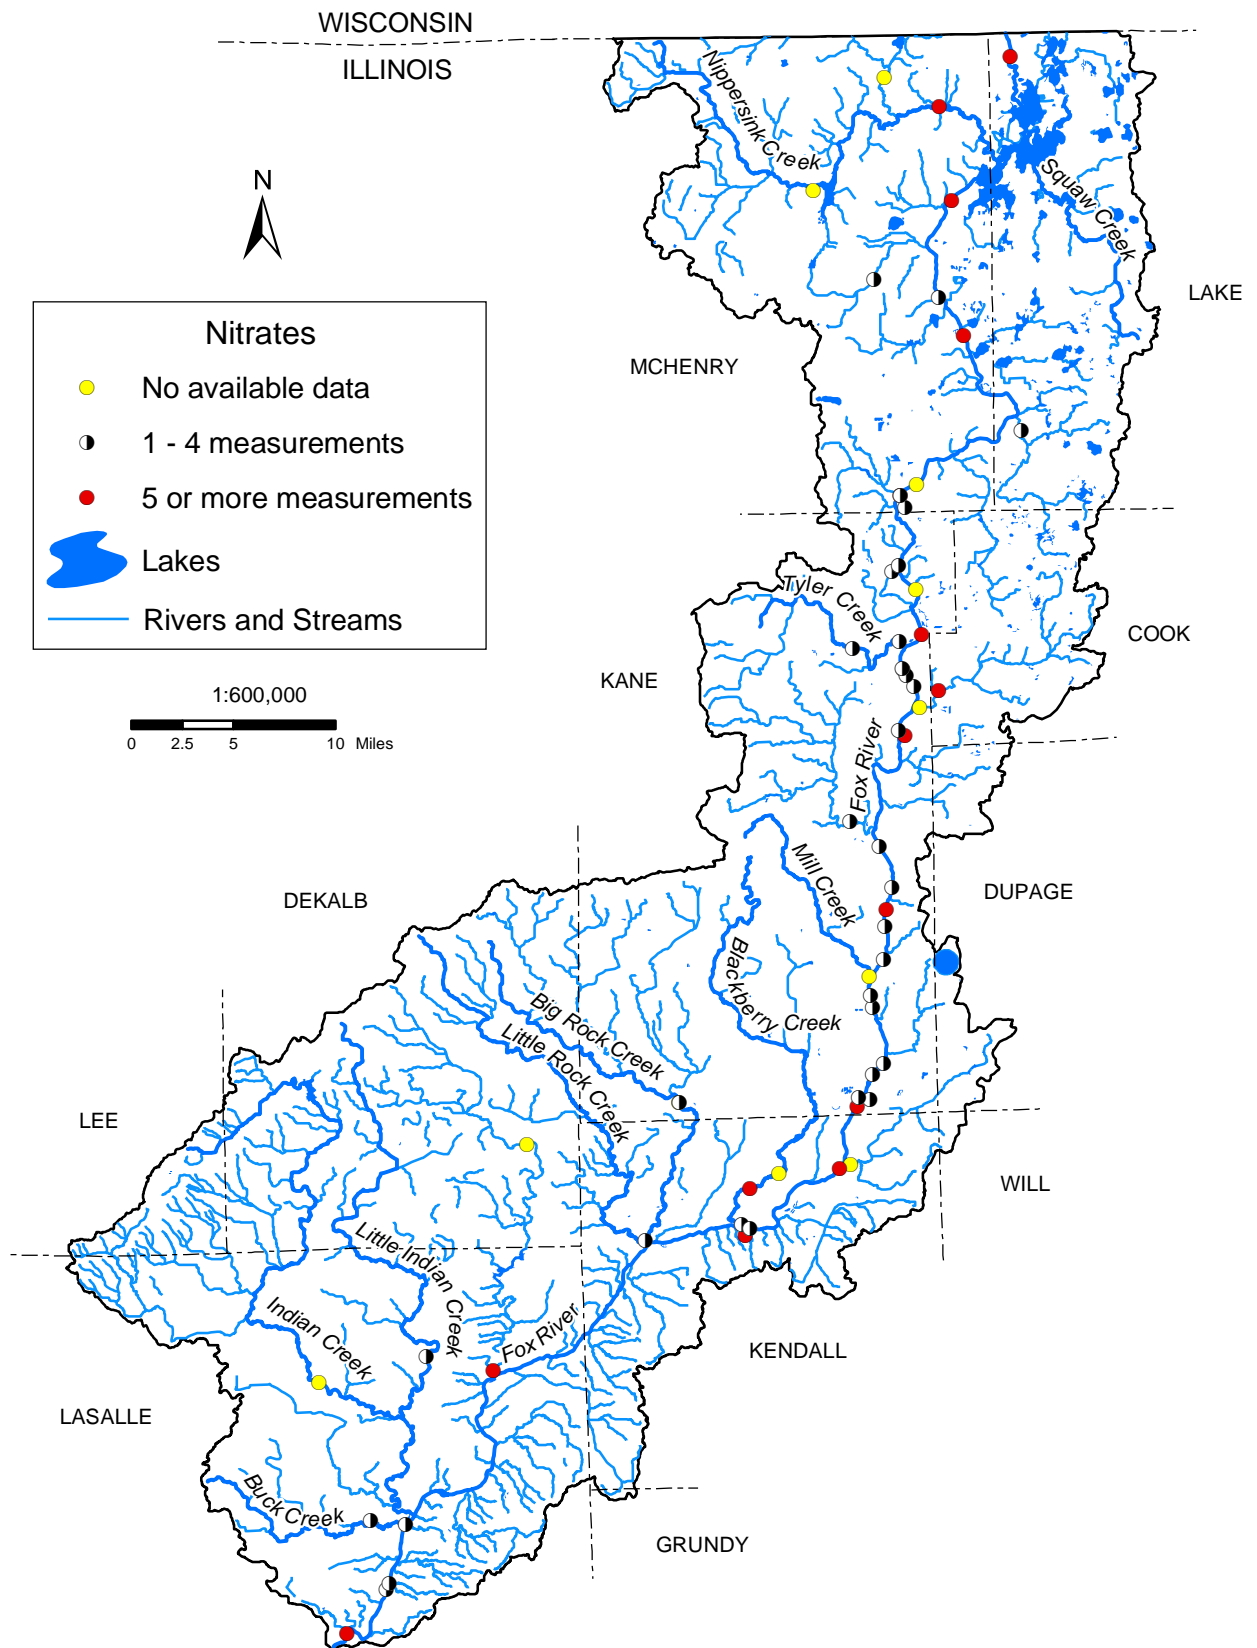 WISCONSIN
ILLINOIS
Nippersink Creek
Squaw Creek
N
LAKE
MCHENRY
Nitrates
No available data
1 - 4 measurements
5 or more measurements
Lakes
Rivers and Streams
Tyler Creek
COOK
KANE
1:600,000
0 2.5 5 10 Miles
Fox River
Mill Creek
DEKALB
DUPAGE
Blackberry Creek
Big Rock Creek
Little Rock Creek
LEE
WILL
Little Indian Creek
Indian Creek
Fox River
KENDALL
LASALLE
Buck Creek
GRUNDY